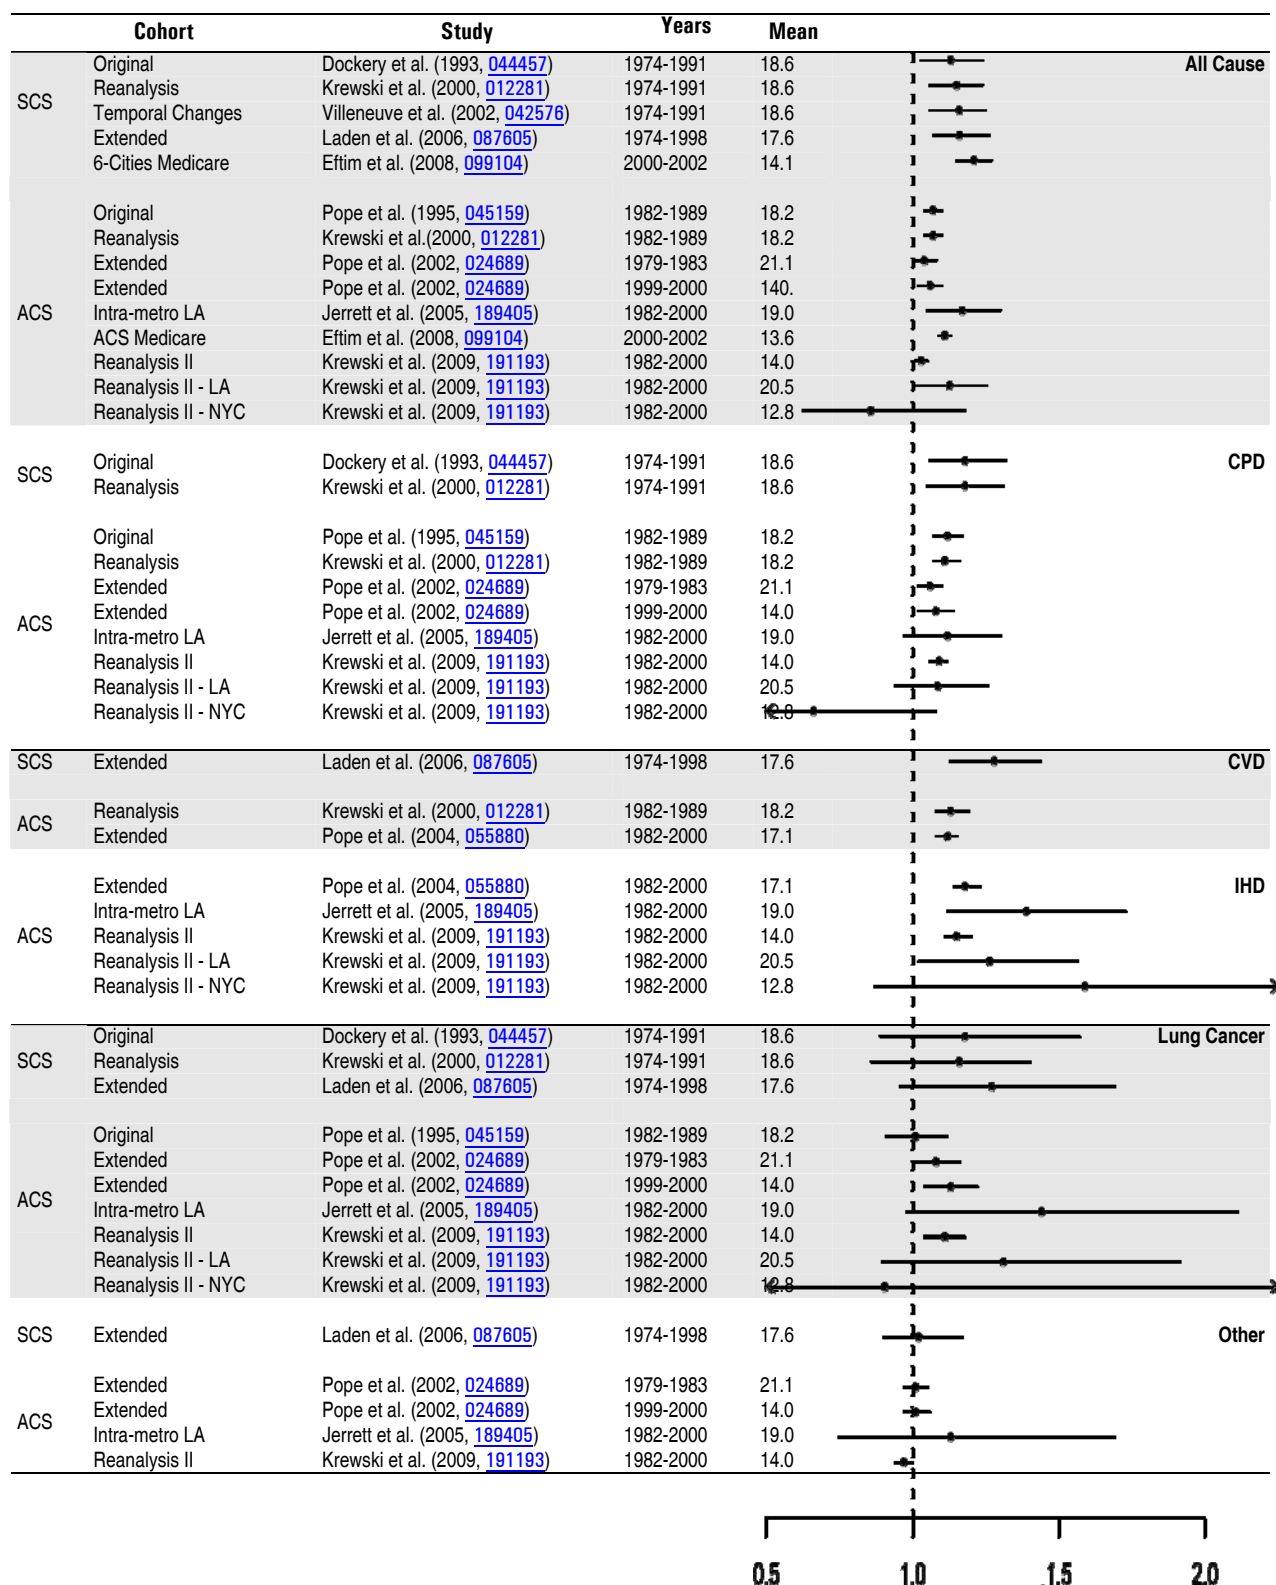 Cohort Study Years Mean
Original Dockery et al. (1993, 044457) 1974-1991 18.6 All Cause
SCS Reanalysis Krewski et al. (2000, 012281) 1974-1991 18.6
Temporal Changes Villeneuve et al. (2002, 042576) 1974-1991 18.6
Extended Laden et al. (2006, 087605) 1974-1998 17.6
6-Cities Medicare Eftim et al. (2008, 099104) 2000-2002 14.1
Original Pope et al. (1995, 045159) 1982-1989 18.2
Reanalysis Krewski et al.(2000, 012281) 1982-1989 18.2
Extended Pope et al. (2002, 024689) 1979-1983 21.1
Extended Pope et al. (2002, 024689) 1999-2000 140.
ACS Intra-metro LA Jerrett et al. (2005, 189405) 1982-2000 19.0
ACS Medicare Eftim et al. (2008, 099104) 2000-2002 13.6
Reanalysis II Krewski et al. (2009, 191193) 1982-2000 14.0
Reanalysis II - LA Krewski et al. (2009, 191193) 1982-2000 20.5
Reanalysis II - NYC Krewski et al. (2009, 191193) 1982-2000 12.8
SCS Original Dockery et al. (1993, 044457) 1974-1991 18.6 CPD
Reanalysis Krewski et al. (2000, 012281) 1974-1991 18.6
Original Pope et al. (1995, 045159) 1982-1989 18.2
Reanalysis Krewski et al. (2000, 012281) 1982-1989 18.2
Extended Pope et al. (2002, 024689) 1979-1983 21.1
ACS Extended Pope et al. (2002, 024689) 1999-2000 14.0
Intra-metro LA Jerrett et al. (2005, 189405) 1982-2000 19.0
Reanalysis II Krewski et al. (2009, 191193) 1982-2000 14.0
Reanalysis II - LA Krewski et al. (2009, 191193) 1982-2000 20.5
Reanalysis II - NYC Krewski et al. (2009, 191193) 1982-2000 12.8
SCS Extended Laden et al. (2006, 087605) 1974-1998 17.6 CVD
ACS Reanalysis Krewski et al. (2000, 012281) 1982-1989 18.2
Extended Pope et al. (2004, 055880) 1982-2000 17.1
Extended Pope et al. (2004, 055880) 1982-2000 17.1 IHD
Intra-metro LA Jerrett et al. (2005, 189405) 1982-2000 19.0
ACS Reanalysis II Krewski et al. (2009, 191193) 1982-2000 14.0
Reanalysis II - LA Krewski et al. (2009, 191193) 1982-2000 20.5
Reanalysis II - NYC Krewski et al. (2009, 191193) 1982-2000 12.8
Original Dockery et al. (1993, 044457) 1974-1991 18.6 Lung Cancer
SCS Reanalysis Krewski et al. (2000, 012281) 1974-1991 18.6
Extended Laden et al. (2006, 087605) 1974-1998 17.6
Original Pope et al. (1995, 045159) 1982-1989 18.2
Extended Pope et al. (2002, 024689) 1979-1983 21.1
ACS Extended Pope et al. (2002, 024689) 1999-2000 14.0
Intra-metro LA Jerrett et al. (2005, 189405) 1982-2000 19.0
Reanalysis II Krewski et al. (2009, 191193) 1982-2000 14.0
Reanalysis II - LA Krewski et al. (2009, 191193) 1982-2000 20.5
Reanalysis II - NYC Krewski et al. (2009, 191193) 1982-2000 12.8
SCS Extended Laden et al. (2006, 087605) 1974-1998 17.6 Other
Extended Pope et al. (2002, 024689) 1979-1983 21.1
ACS Extended Pope et al. (2002, 024689) 1999-2000 14.0
Intra-metro LA Jerrett et al. (2005, 189405) 1982-2000 19.0
Reanalysis II Krewski et al. (2009, 191193) 1982-2000 14.0
0.5 1.0 1.5 2.0